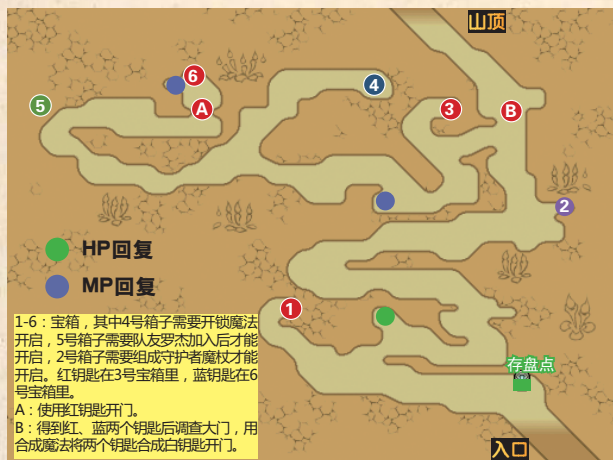 山顶
6
5
A
4
3
B
2
HP回复
MP回复
1
1-6：宝箱，其中4号箱子需要开锁魔法
开启，5号箱子需要队友罗杰加入后才能
开启，2号箱子需要组成守护者魔杖才能
开启。红钥匙在3号宝箱里，蓝钥匙在6
号宝箱里。
A：使用红钥匙开门。
B：得到红、蓝两个钥匙后调查大门，用
合成魔法将两个钥匙合成白钥匙开门。
存盘点
入口